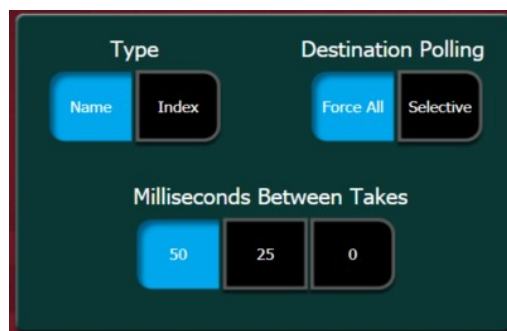 Type
Destination Polling
Name
Index
Force All
Selective
Milliseconds Between Takes
50
25
0